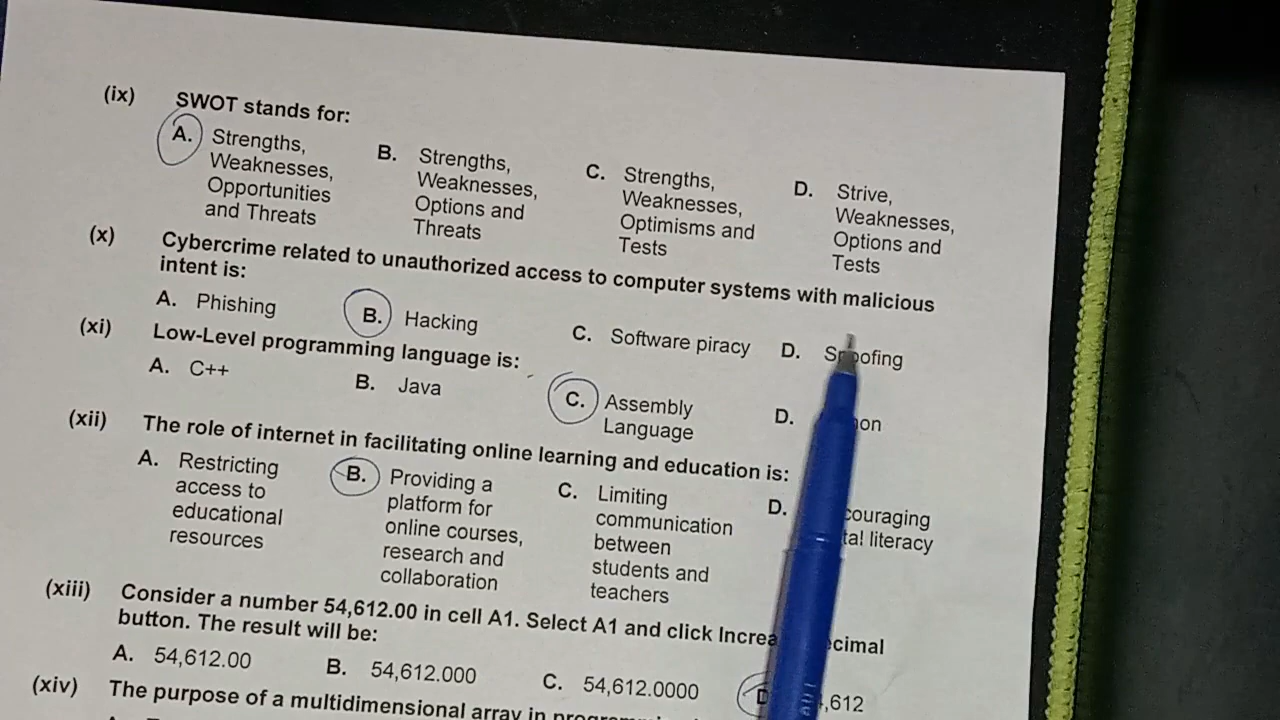 (ix) SWOT stands for:
A. Strengths, Weaknesses, Opportunities and Threats
B. Strengths, Weaknesses, Options and Threats
C. Strengths, Weaknesses, Optimisms and Tests
D. Strive, Weaknesses, Options and Tests
(x) Cybercrime related to unauthorized access to computer systems with malicious
intent is:
A. Phishing B. Hacking C. Software piracy D. Spoofing
(xi) Low-Level programming language is:
A. C++ B. Java C. Assembly Language D.
(xii) The role of internet in facilitating online learning and education is:
A. Restricting access to educational resources
B. Providing a platform for online courses, research and collaboration
C. Limiting communication between students and teachers
D. literacy
(xiii) Consider a number 54,612.00 in cell A1. Select A1 and click
button. The result will be:
A. 54,612.00 B. 54,612.000 C. 54,612.0000 D
(xiv) The purpose of a multidimensional array in